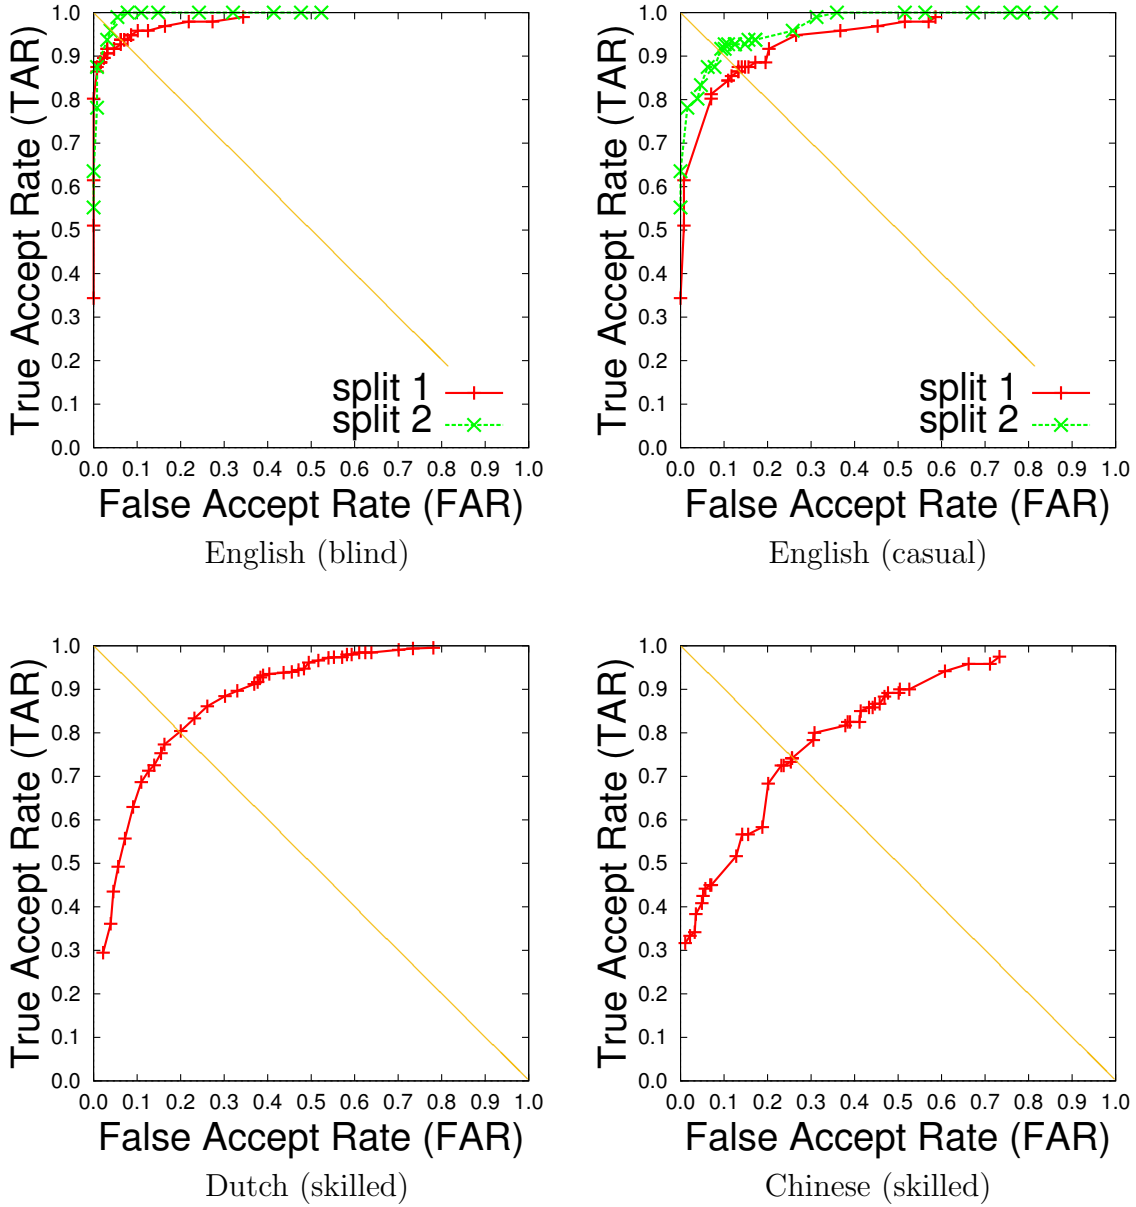 True Accept Rate (TAR)
1.0
0.9
0.8
0.7
0.6
0.5
0.4
0.3
0.2
0.1
0.0
split 1
split 2
0.0 0.1 0.2 0.3 0.4 0.5 0.6 0.7 0.8 0.9 1.0
False Accept Rate (FAR)
English (blind)
True Accept Rate (TAR)
1.0
0.9
0.8
0.7
0.6
0.5
0.4
0.3
0.2
0.1
0.0
split 1
split 2
0.0 0.1 0.2 0.3 0.4 0.5 0.6 0.7 0.8 0.9 1.0
False Accept Rate (FAR)
English (casual)
True Accept Rate (TAR)
1.0
0.9
0.8
0.7
0.6
0.5
0.4
0.3
0.2
0.1
0.0
0.0 0.1 0.2 0.3 0.4 0.5 0.6 0.7 0.8 0.9 1.0
False Accept Rate (FAR)
Dutch (skilled)
True Accept Rate (TAR)
1.0
0.9
0.8
0.7
0.6
0.5
0.4
0.3
0.2
0.1
0.0
0.0 0.1 0.2 0.3 0.4 0.5 0.6 0.7 0.8 0.9 1.0
False Accept Rate (FAR)
Chinese (skilled)